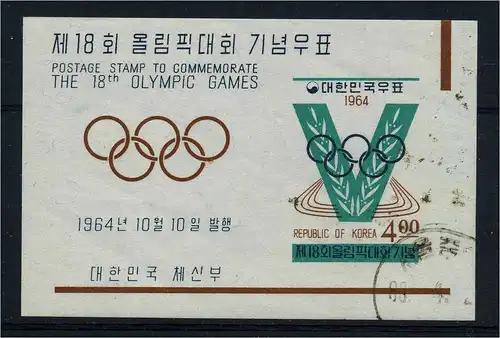 제18회 올림픽대회 기념우표
POSTAGE STAMP TO COMMEMORATE
THE 18th OLYMPIC GAMES
대한민국우표
1964
REPUBLIC OF KOREA 4.00
제18회올림픽대회기념
1964년 10월 10일 발행
대한민국 체신부